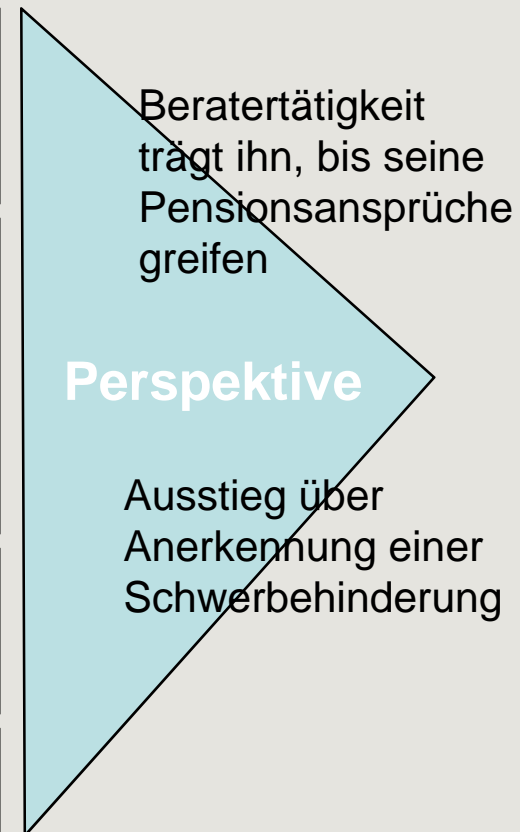 Beratertätigkeit
trägt ihn, bis seine
Pensionsansprüche
greifen
Perspektive
Ausstieg über
Anerkennung einer
Schwerbehinderung